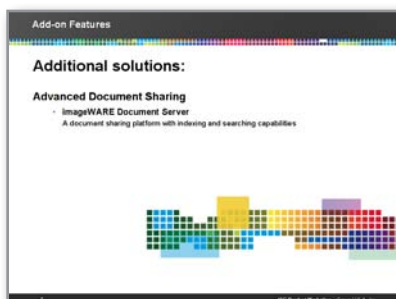 Add-on Features
Additional solutions:
Advanced Document Sharing
· imageWARE Document Server
A document sharing platform with indexing and searching capabilities